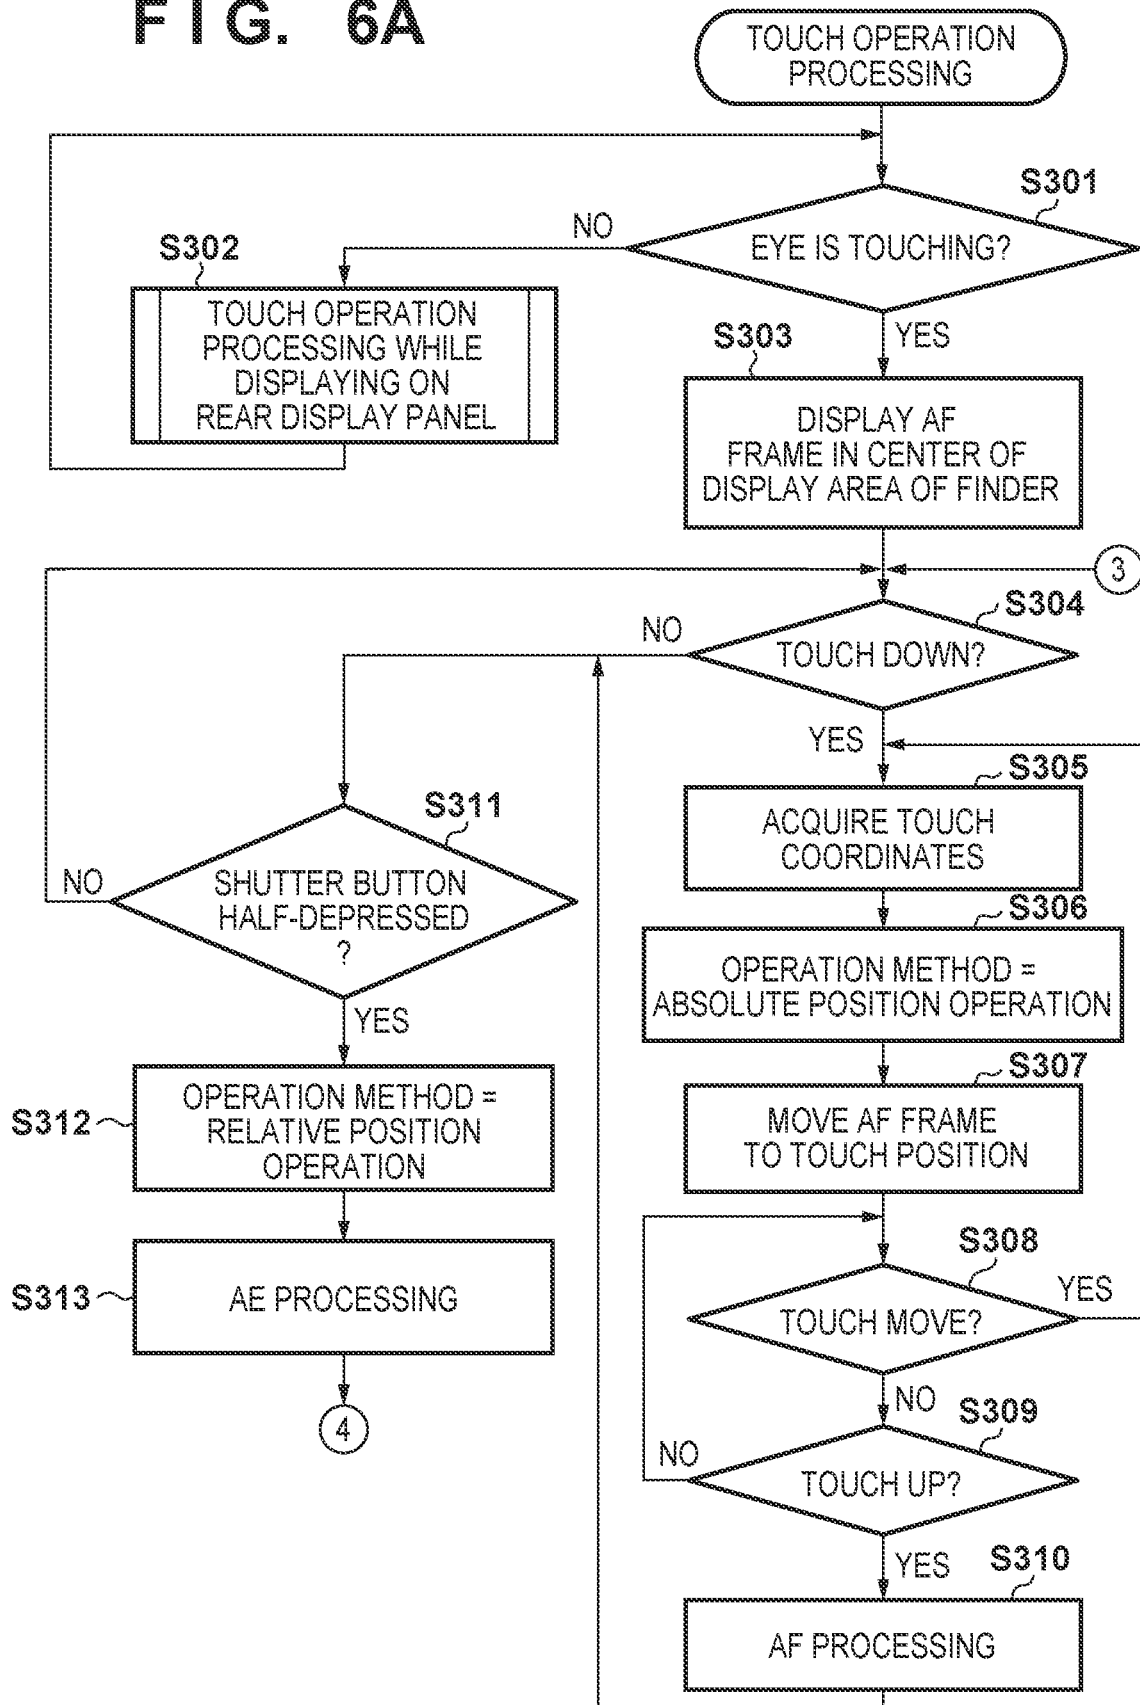 FIG. 6A
TOUCH OPERATION
PROCESSING
S301
EYE IS TOUCHING?
NO
YES
S302
TOUCH OPERATION
PROCESSING WHILE
DISPLAYING ON
REAR DISPLAY PANEL
S303
DISPLAY AF
FRAME IN CENTER OF
DISPLAY AREA OF FINDER
3
S304
TOUCH DOWN?
NO
YES
S305
ACQUIRE TOUCH
COORDINATES
S306
OPERATION METHOD =
ABSOLUTE POSITION OPERATION
S307
MOVE AF FRAME
TO TOUCH POSITION
S308
TOUCH MOVE?
YES
NO
S309
TOUCH UP?
NO
YES
S310
AF PROCESSING
S311
SHUTTER BUTTON
HALF-DEPRESSED
?
NO
YES
S312
OPERATION METHOD =
RELATIVE POSITION
OPERATION
S313
AE PROCESSING
4